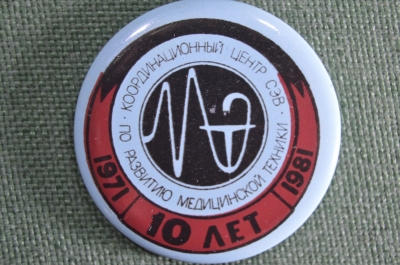 КООРДИНАЦИОННЫЙ ЦЕНТР СЭВ
ПО РАЗВИТИЮ МЕДИЦИНСКОЙ ТЕХНИКИ
1971
10 ЛЕТ
1981